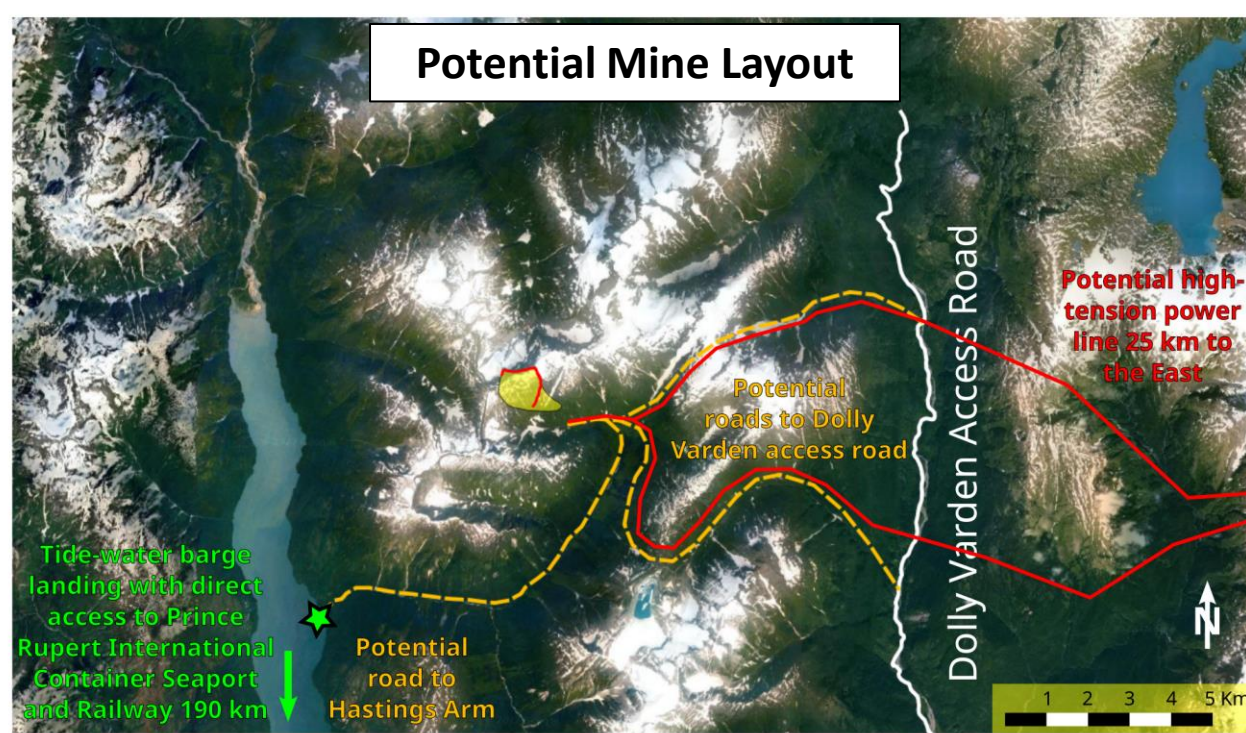 Potential Mine Layout
Dolly Varden Access Road
Potential high-
tension power
line 25 km to
the East
Potential
roads to Dolly
Varden access road
Tide-water barge
landing with direct
access to Prince
Rupert International
Container Seaport
and Railway 190 km
Potential
road to
Hastings Arm
N
1 2 3 4 5 Km